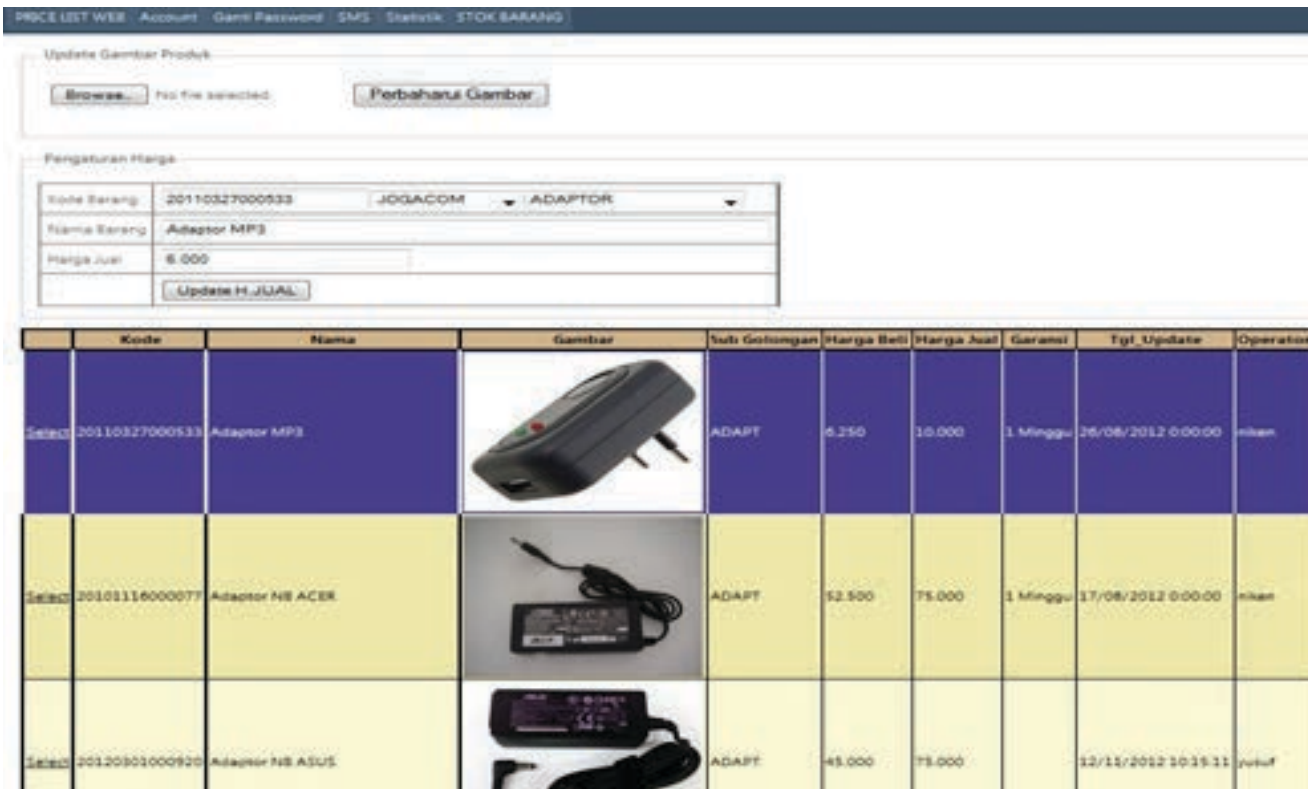 PRICE LIST WEB Account Ganti Password SMS Statistik STOK BARANG
Update Gambar Produk
Browse... No file selected. Perbaharui Gambar
Pengaturan Harga
Kode Barang 20110327000533 JOGACOM ADAPTOR
Nama Barang Adaptor MP3
Harga Jual 6.000
Update H.JUAL
Kode Nama Gambar Sub Golongan Harga Beli Harga Jual Garansi Tgl_Update Operator
Select 20110327000533 Adaptor MP3 ADAPT 6.250 10.000 1 Minggu 26/08/2012 0:00:00 niken
Select 20101116000077 Adaptor NB ACER ADAPT 52.500 75.000 1 Minggu 17/08/2012 0:00:00 niken
Select 20120301000920 Adaptor NB ASUS ADAPT 45.000 75.000 12/11/2012 10:15:11 yusuf